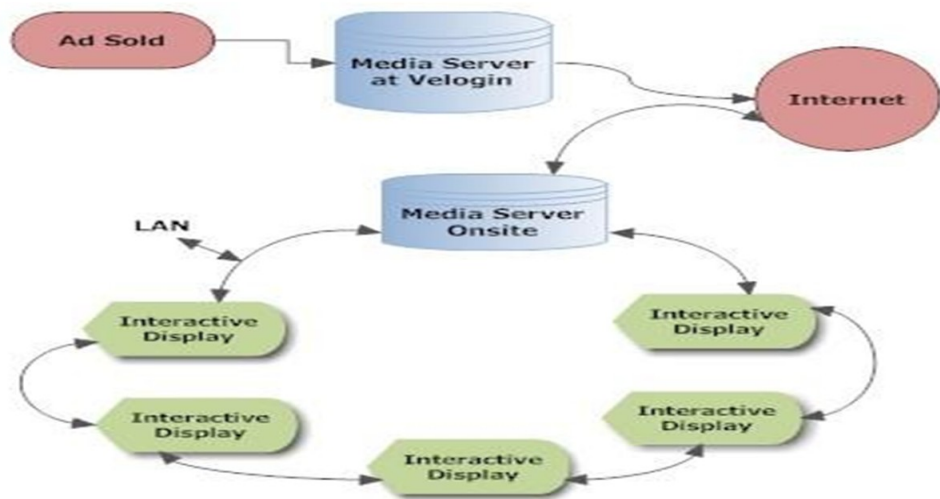 Ad Sold
Media Server
at Velogin
Internet
Media Server
Onsite
LAN
Interactive
Display
Interactive
Display
Interactive
Display
Interactive
Display
Interactive
Display